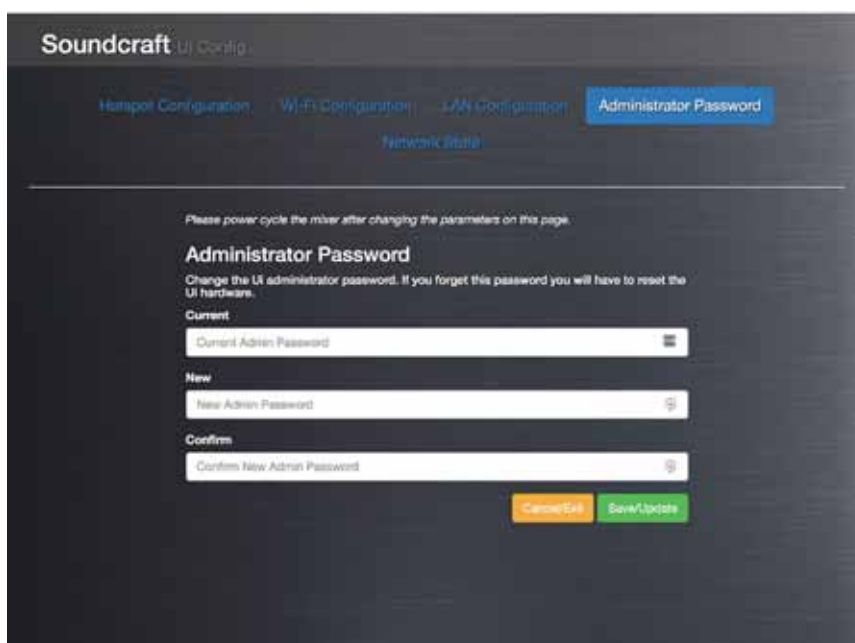 Soundcraft Ui Config
Hotspot Configuration Wi-Fi Configuration LAN Configuration Administrator Password
Network State
Please power cycle the mixer after changing the parameters on this page.
Administrator Password
Change the Ui administrator password. If you forget this password you will have to reset the
Ui hardware.
Current
Current Admin Password
New
New Admin Password
Confirm
Confirm New Admin Password
Cancel/Exit Save/Update